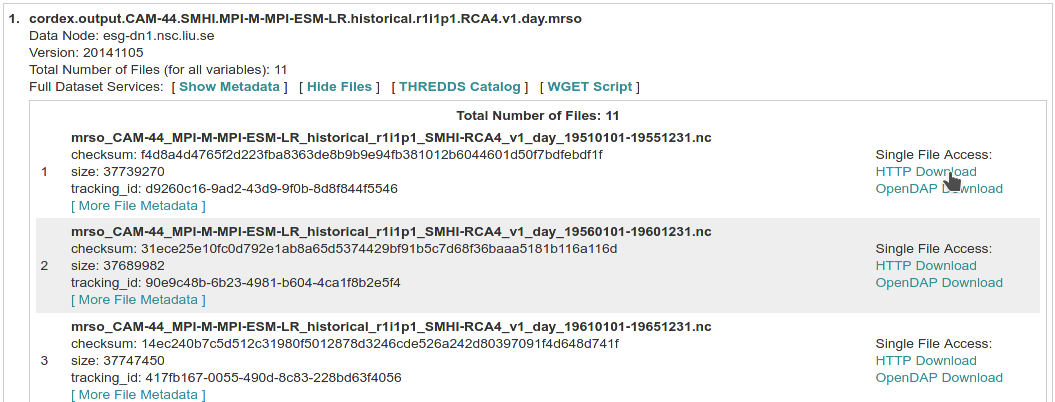 1. cordex.output.CAM-44.SMHI.MPI-M-MPI-ESM-LR.historical.r1i1p1.RCA4.v1.day.mrso
Data Node: esg-dn1.nsc.liu.se
Version: 20141105
Total Number of Files (for all variables): 11
Full Dataset Services: [ Show Metadata ] [ Hide Files ] [ THREDDS Catalog ] [ WGET Script ]
Total Number of Files: 11
1
mrso_CAM-44_MPI-M-MPI-ESM-LR_historical_r1i1p1_SMHI-RCA4_v1_day_19510101-19551231.nc
checksum: f4d8a4d4765f2d223fba8363de8b9b9e94fb381012b6044601d50f7bdfebdf1f
size: 37739270
tracking_id: d9260c16-9ad2-43d9-9f0b-8d8f844f5546
[ More File Metadata ]
Single File Access:
HTTP Download
OpenDAP Download
2
mrso_CAM-44_MPI-M-MPI-ESM-LR_historical_r1i1p1_SMHI-RCA4_v1_day_19560101-19601231.nc
checksum: 31ece25e10fc0d792e1ab8a65d5374429bf91b5c7d68f36baaa5181b116a116d
size: 37689982
tracking_id: 90e9c48b-6b23-4981-b604-4ca1f8b2e5f4
[ More File Metadata ]
Single File Access:
HTTP Download
OpenDAP Download
3
mrso_CAM-44_MPI-M-MPI-ESM-LR_historical_r1i1p1_SMHI-RCA4_v1_day_19610101-19651231.nc
checksum: 14ec240b7c5d512c31980f5012878d3246cde526a242d80397091f4d648d741f
size: 37747450
tracking_id: 417fb167-0055-490d-8c83-228bd63f4056
[ More File Metadata ]
Single File Access:
HTTP Download
OpenDAP Download